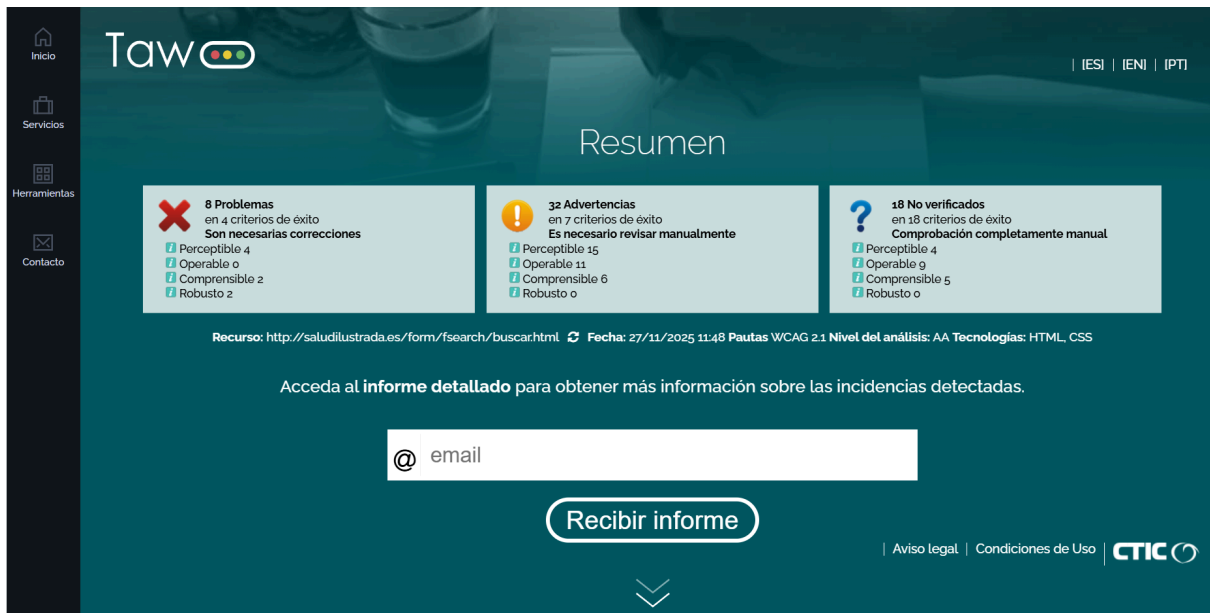 Inicio
Servicios
Herramientas
Contacto
Taw
| [ES] | [EN] | [PT]
Resumen
8 Problemas
en 4 criterios de éxito
Son necesarias correcciones
Perceptible 4
Operable 0
Comprensible 2
Robusto 2
32 Advertencias
en 7 criterios de éxito
Es necesario revisar manualmente
Perceptible 15
Operable 11
Comprensible 6
Robusto 0
18 No verificados
en 18 criterios de éxito
Comprobación completamente manual
Perceptible 4
Operable 9
Comprensible 5
Robusto 0
Recurso: http://saludilustrada.es/form/fsearch/buscar.html Fecha: 27/11/2025 11:48 Pautas WCAG 2.1 Nivel del análisis: AA Tecnologías: HTML, CSS
Acceda al informe detallado para obtener más información sobre las incidencias detectadas.
@ email
Recibir informe
| Aviso legal | Condiciones de Uso | CTIC